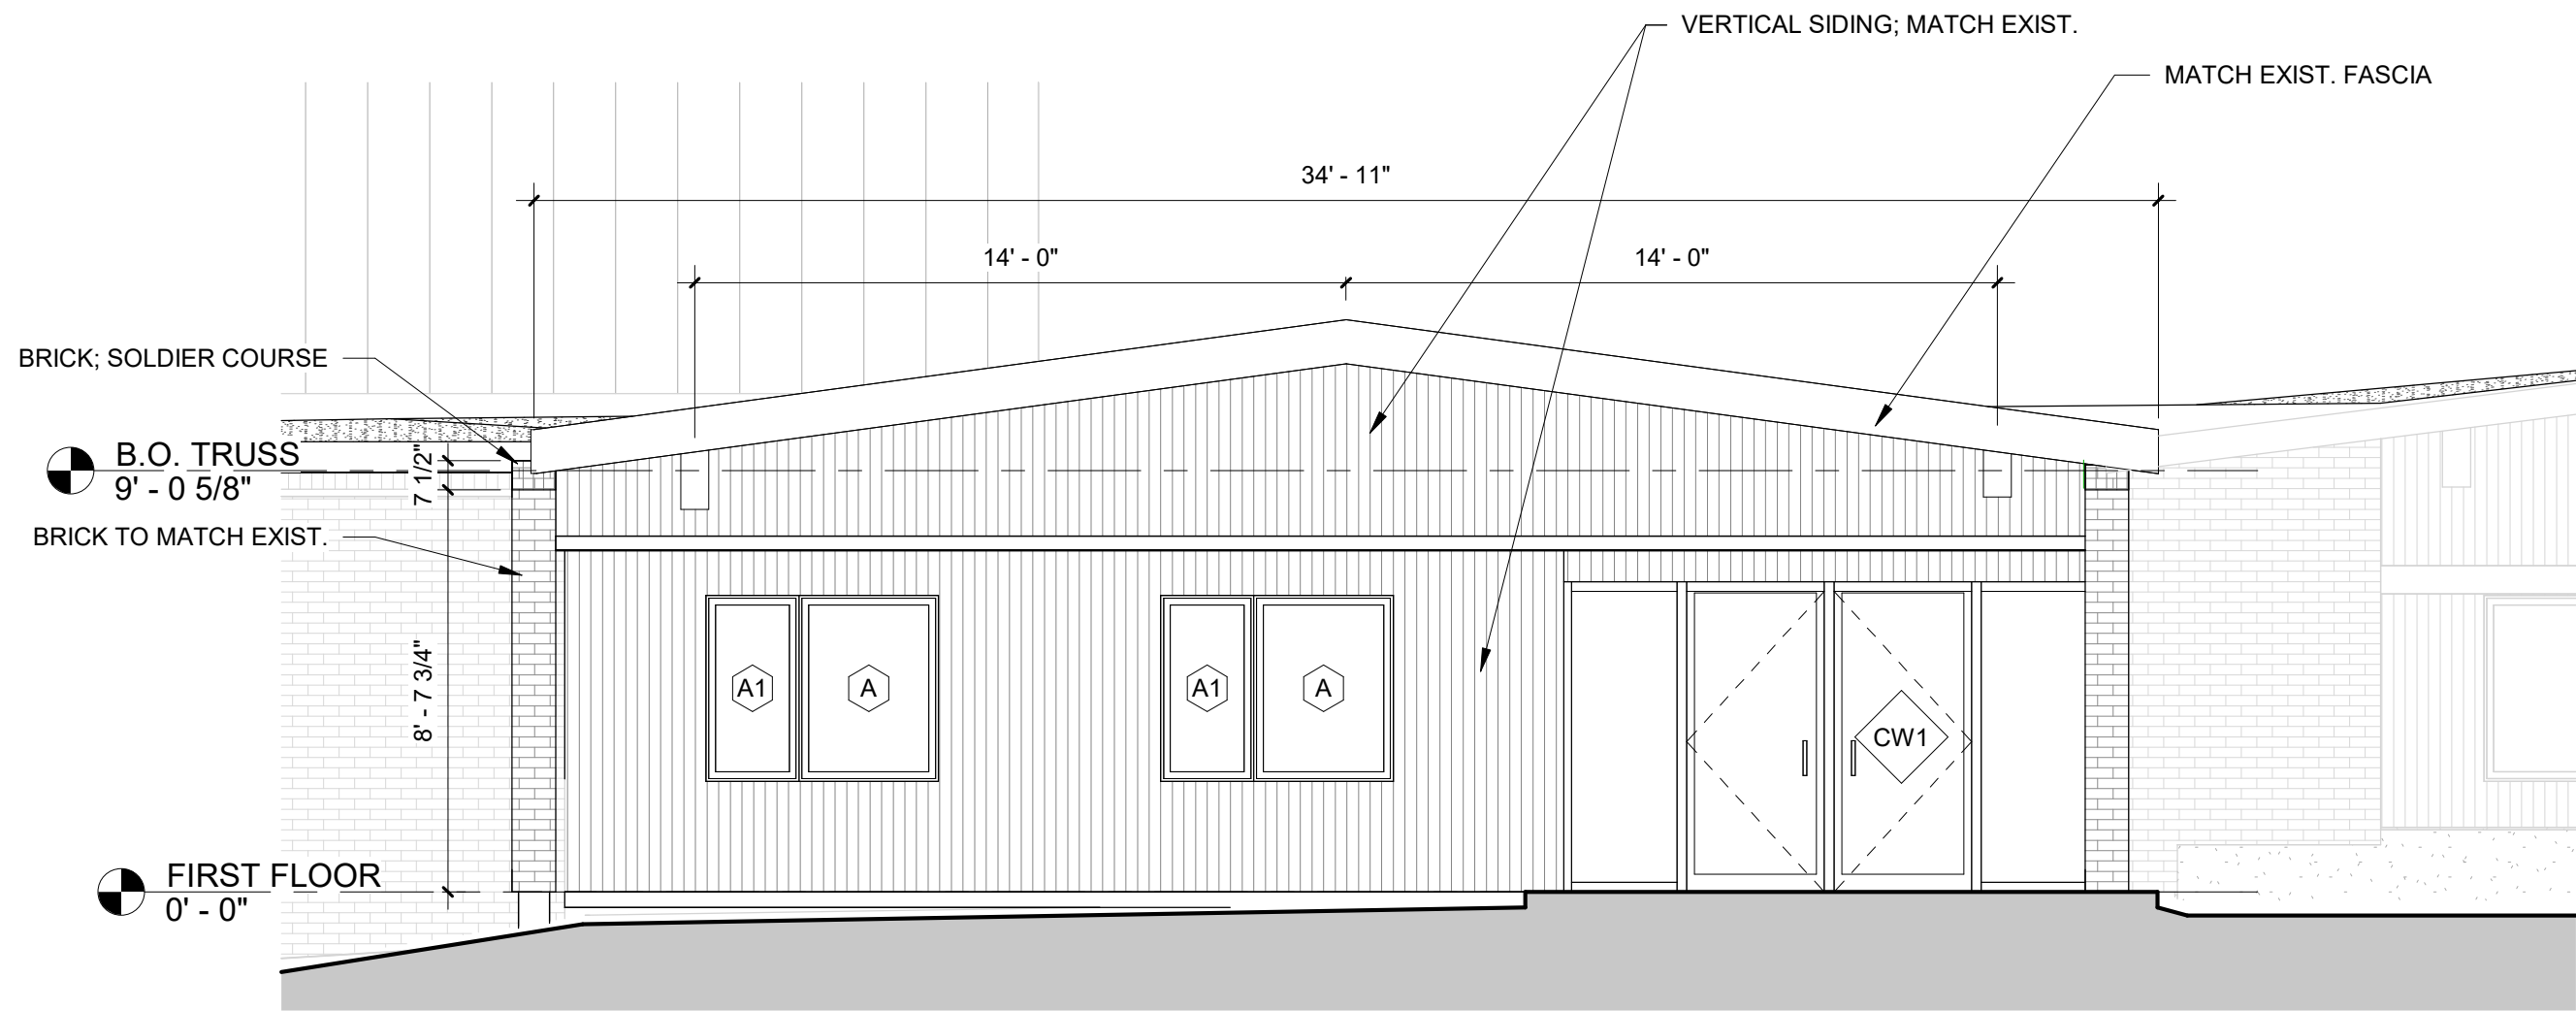 VERTICAL SIDING; MATCH EXIST.
MATCH EXIST. FASCIA
34' - 11"
14' - 0"
14' - 0"
BRICK; SOLDIER COURSE
B.O. TRUSS
9' - 0 5/8"
7 1/2"
BRICK TO MATCH EXIST.
8' - 7 3/4"
A1
A
A1
A
CW1
FIRST FLOOR
0' - 0"